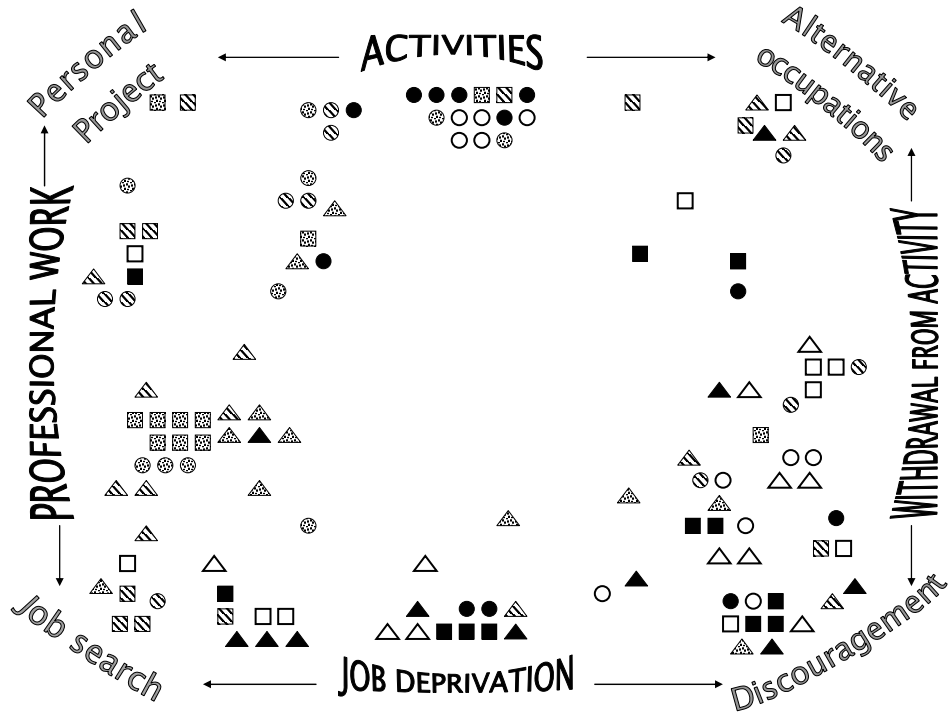 Personal
Project
ACTIVITIES
Alternative
occupations
PROFESSIONAL WORK
WITHDRAWAL FROM ACTIVITY
Job search
JOB DEPRIVATION
Discouragement